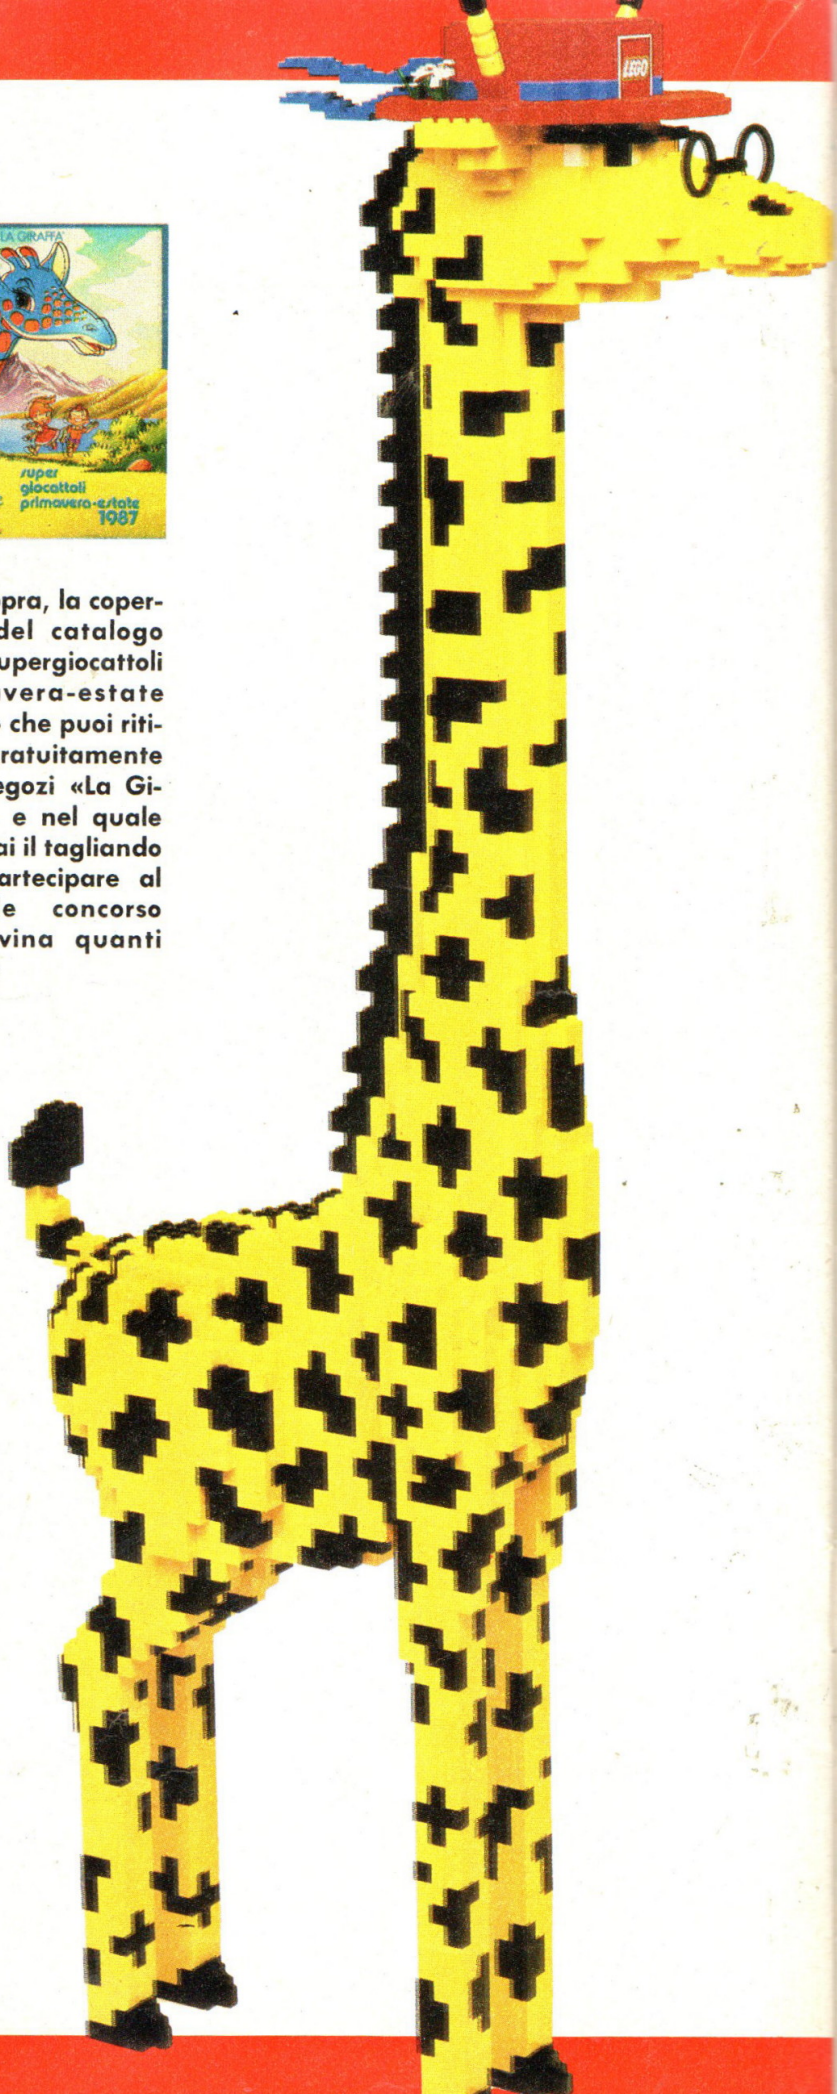 LEGO
LA GIRAFFA
super
giocattoli
primavera-estate
1987
pra, la coper-
del catalogo
upergiocattoli
vera-estate
che puoi riti-
ratuitamente
egozi «La Gi-
e nel quale
ai il tagliando
artecipare al
e concorso
vina quanti